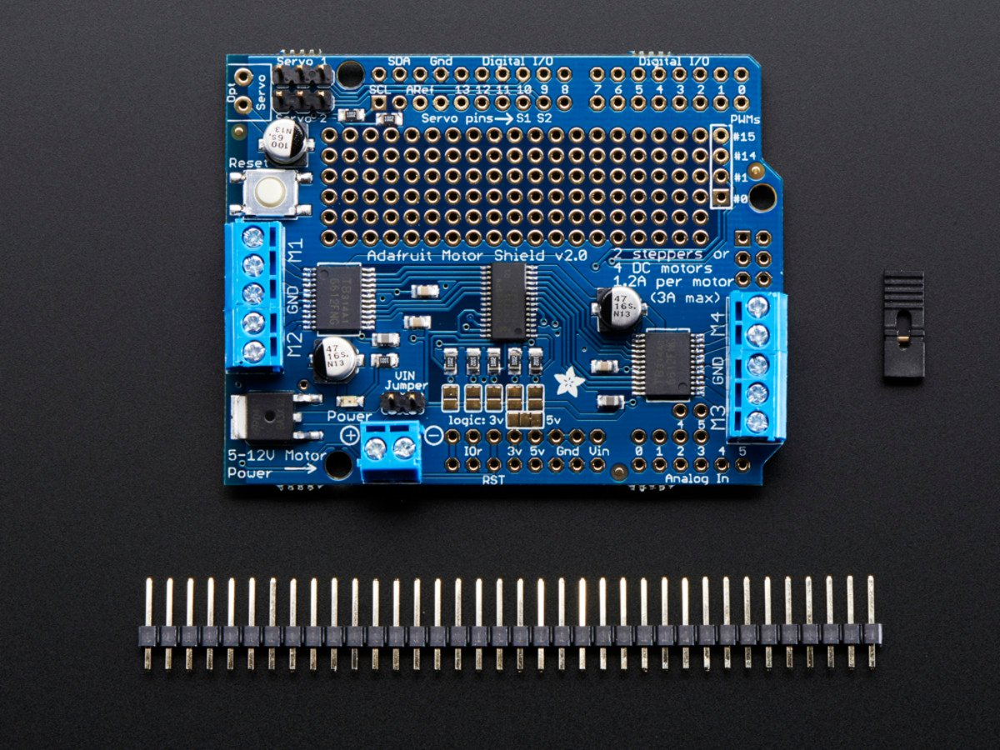 Servo 1
SDA Gnd Digital I/O Digital I/O
Opt Servo
SCL ARef 13 12 11 10 9 8 7 6 5 4 3 2 1 0
Servo 2
Servo pins→S1 S2
PWMs
100
6S.
N13
#15
#14
#1
#0
Reset
Adafruit Motor Shield v2.0
2 steppers or
4 DC motors
1.2A per motor
(3A max)
M1
GND
M2
47
16S.
N13
47
16S.
N13
M4
GND
M3
VIN
Jumper
Power
+
−
logic: 3v 5v
4 5
IOr 3v 5v Gnd Vin
0 1 2 3 4 5
5-12V Motor
Power →
RST
Analog In